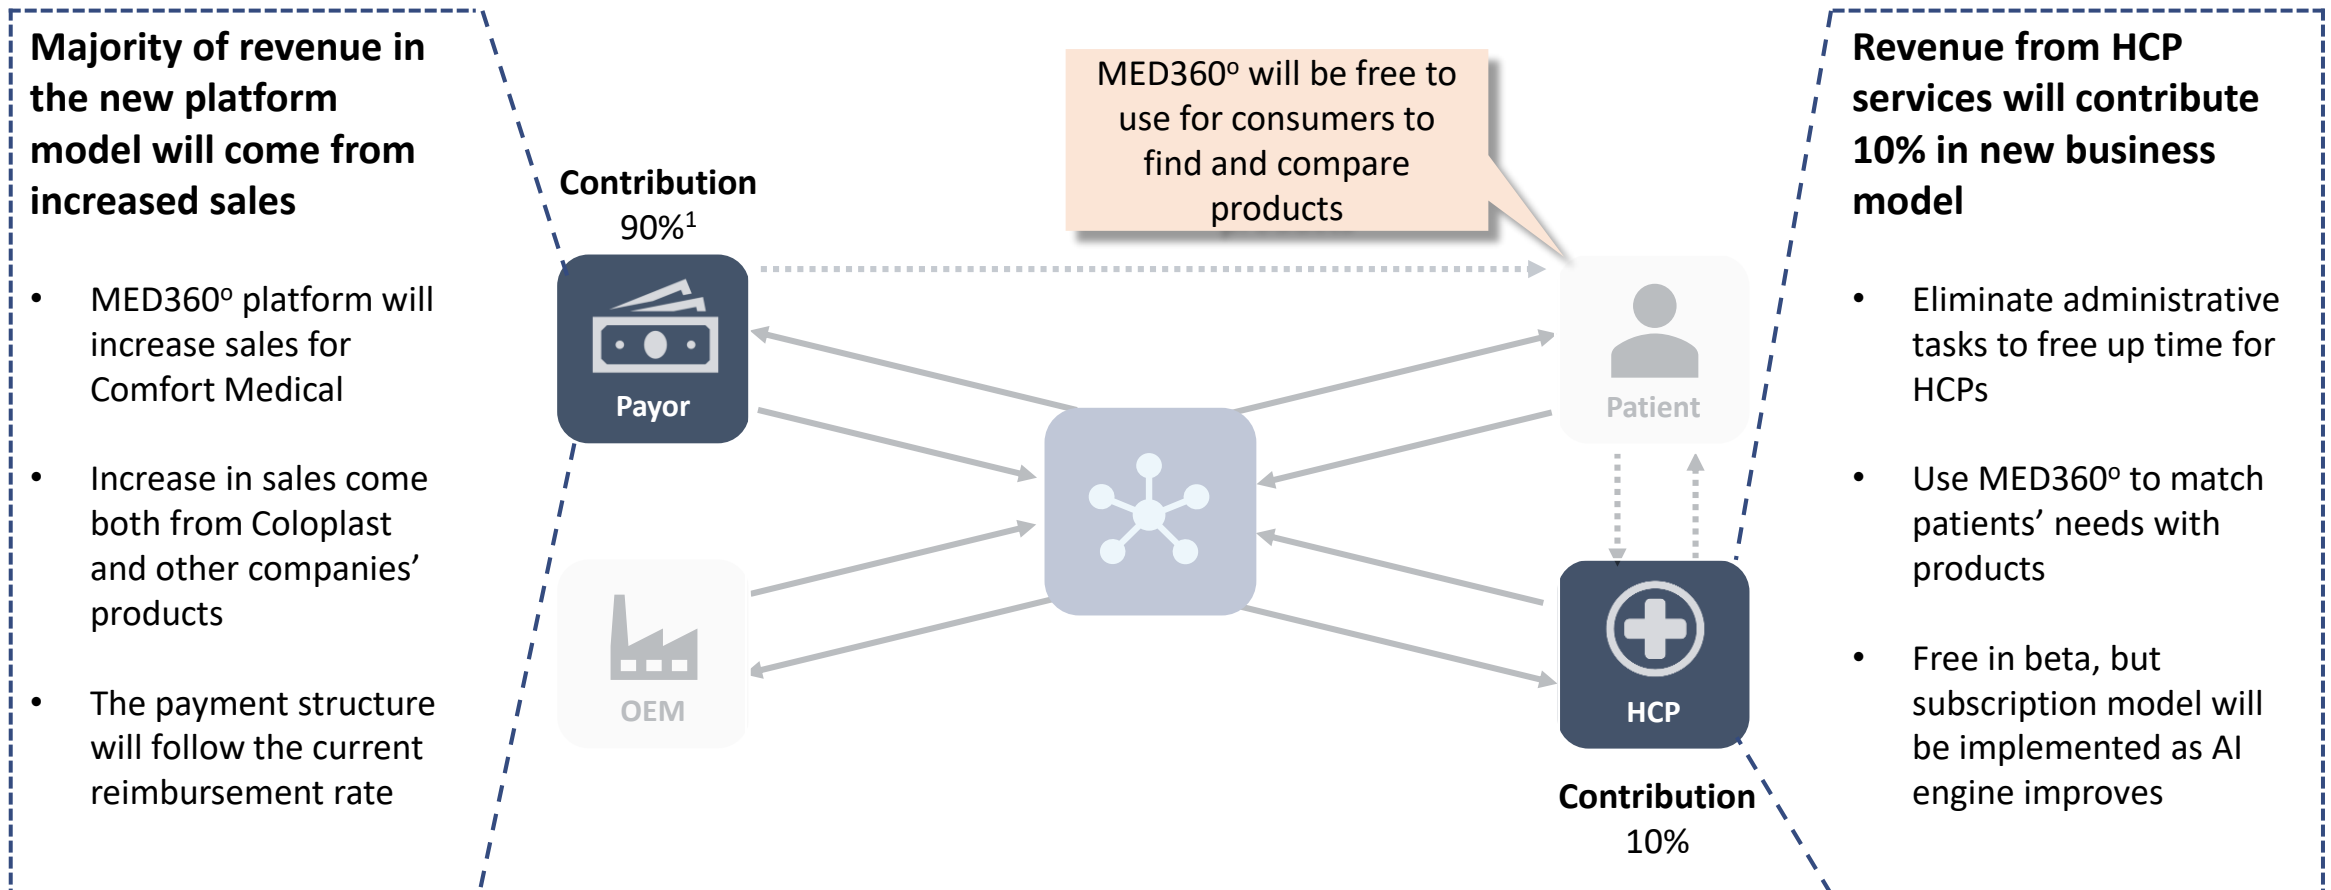 Majority of revenue in
the new platform
model will come from
increased sales
• MED360º platform will
increase sales for
Comfort Medical
• Increase in sales come
both from Coloplast
and other companies’
products
• The payment structure
will follow the current
reimbursement rate
Contribution
90%¹
Payor
OEM
MED360º will be free to
use for consumers to
find and compare
products
Patient
HCP
Contribution
10%
Revenue from HCP
services will contribute
10% in new business
model
• Eliminate administrative
tasks to free up time for
HCPs
• Use MED360º to match
patients’ needs with
products
• Free in beta, but
subscription model will
be implemented as AI
engine improves